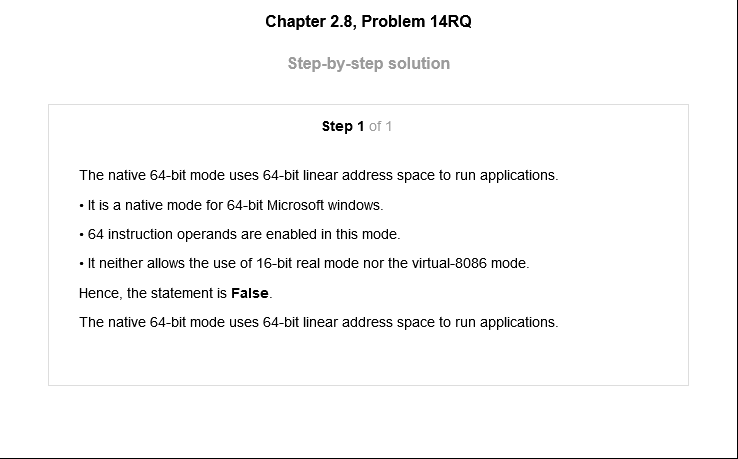 Chapter 2.8, Problem 14RQ
Step-by-step solution
Step 1 of 1
The native 64-bit mode uses 64-bit linear address space to run applications.
• It is a native mode for 64-bit Microsoft windows.
• 64 instruction operands are enabled in this mode.
• It neither allows the use of 16-bit real mode nor the virtual-8086 mode.
Hence, the statement is False.
The native 64-bit mode uses 64-bit linear address space to run applications.